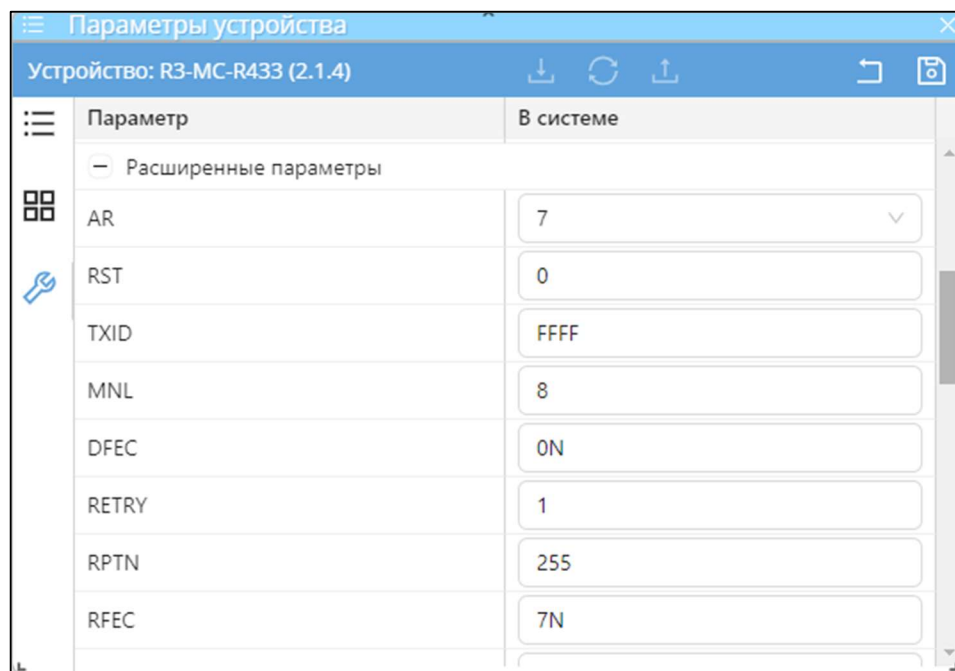 Параметры устройства
Устройство: R3-МС-R433 (2.1.4)
Параметр В системе
Расширенные параметры
AR 7
RST 0
TXID FFFF
MNL 8
DFEC 0N
RETRY 1
RPTN 255
RFEC 7N